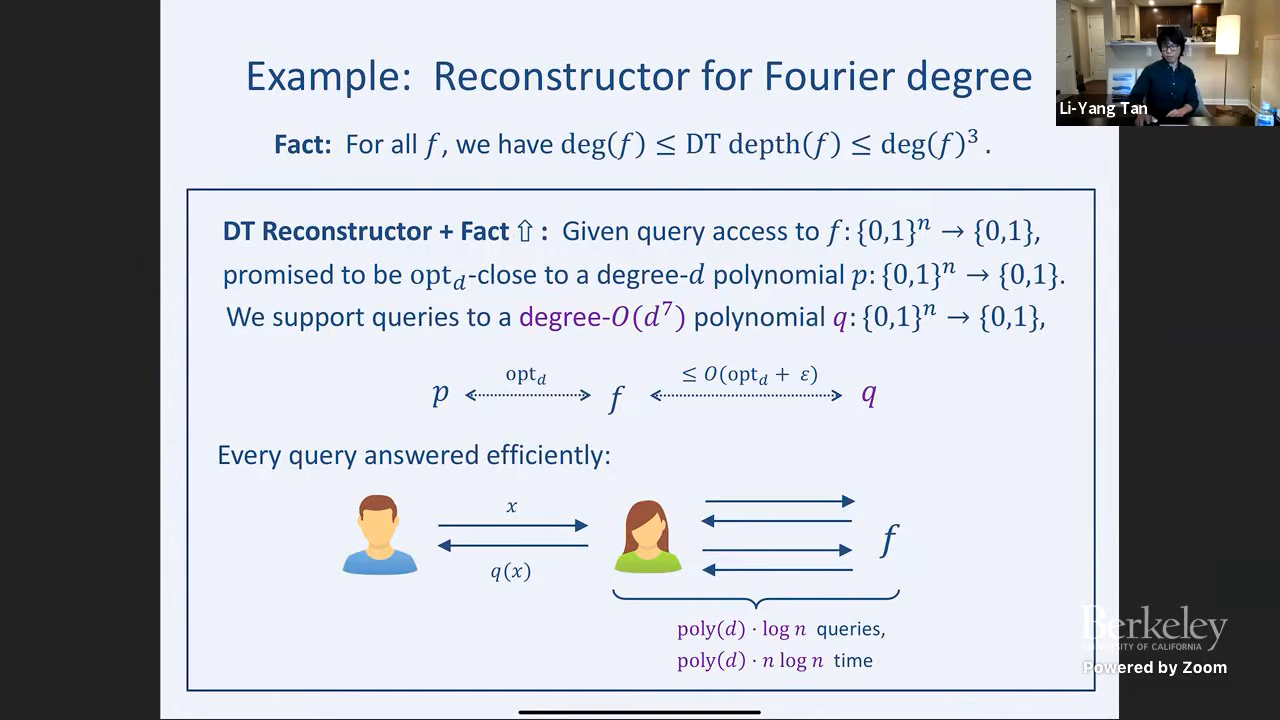 Example: Reconstructor for Fourier degree
Li-Yang Tan
Fact: For all f, we have deg(f) ≤ DT depth(f) ≤ deg(f)³ .
DT Reconstructor + Fact ⇧ : Given query access to f: {0,1}ⁿ → {0,1},
promised to be opt_d-close to a degree-d polynomial p: {0,1}ⁿ → {0,1}.
We support queries to a degree-O(d⁷) polynomial q: {0,1}ⁿ → {0,1},
opt_d ≤ O(opt_d + ε)
p f q
Every query answered efficiently:
x
f
q(x)
poly(d) · log n queries,
poly(d) · n log n time
Berkeley
UNIVERSITY OF CALIFORNIA
Powered by Zoom